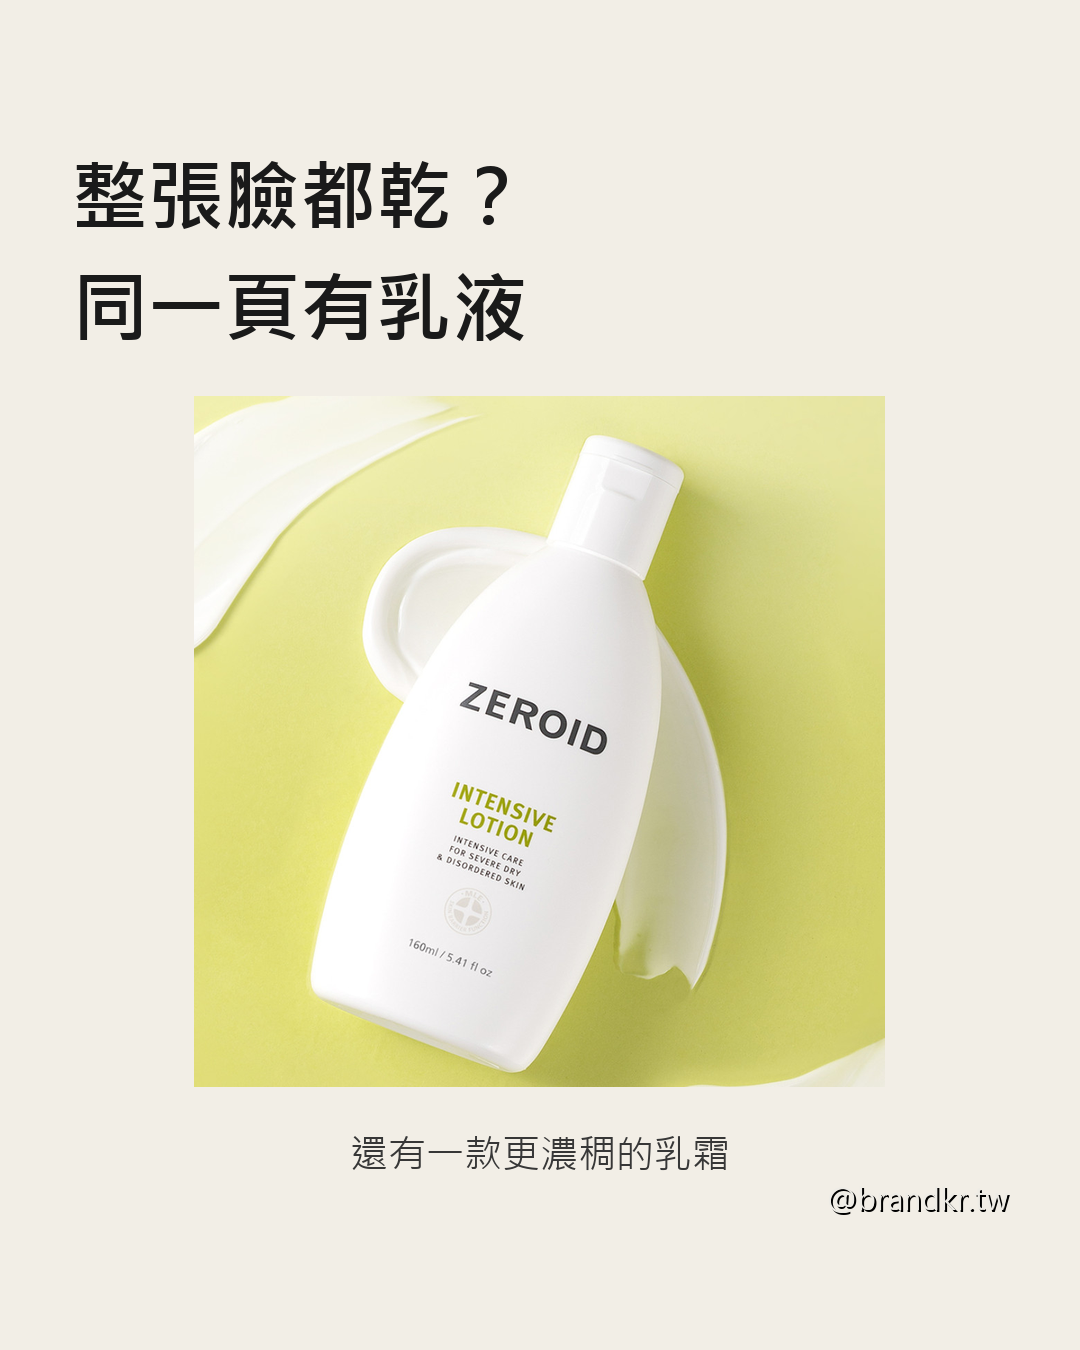 整張臉都乾？
同一頁有乳液
ZEROID
INTENSIVE
LOTION
INTENSIVE CARE
FOR SEVERE DRY
& DISORDERED SKIN
160ml / 5.41 fl oz
還有一款更濃稠的乳霜
@brandkr.tw